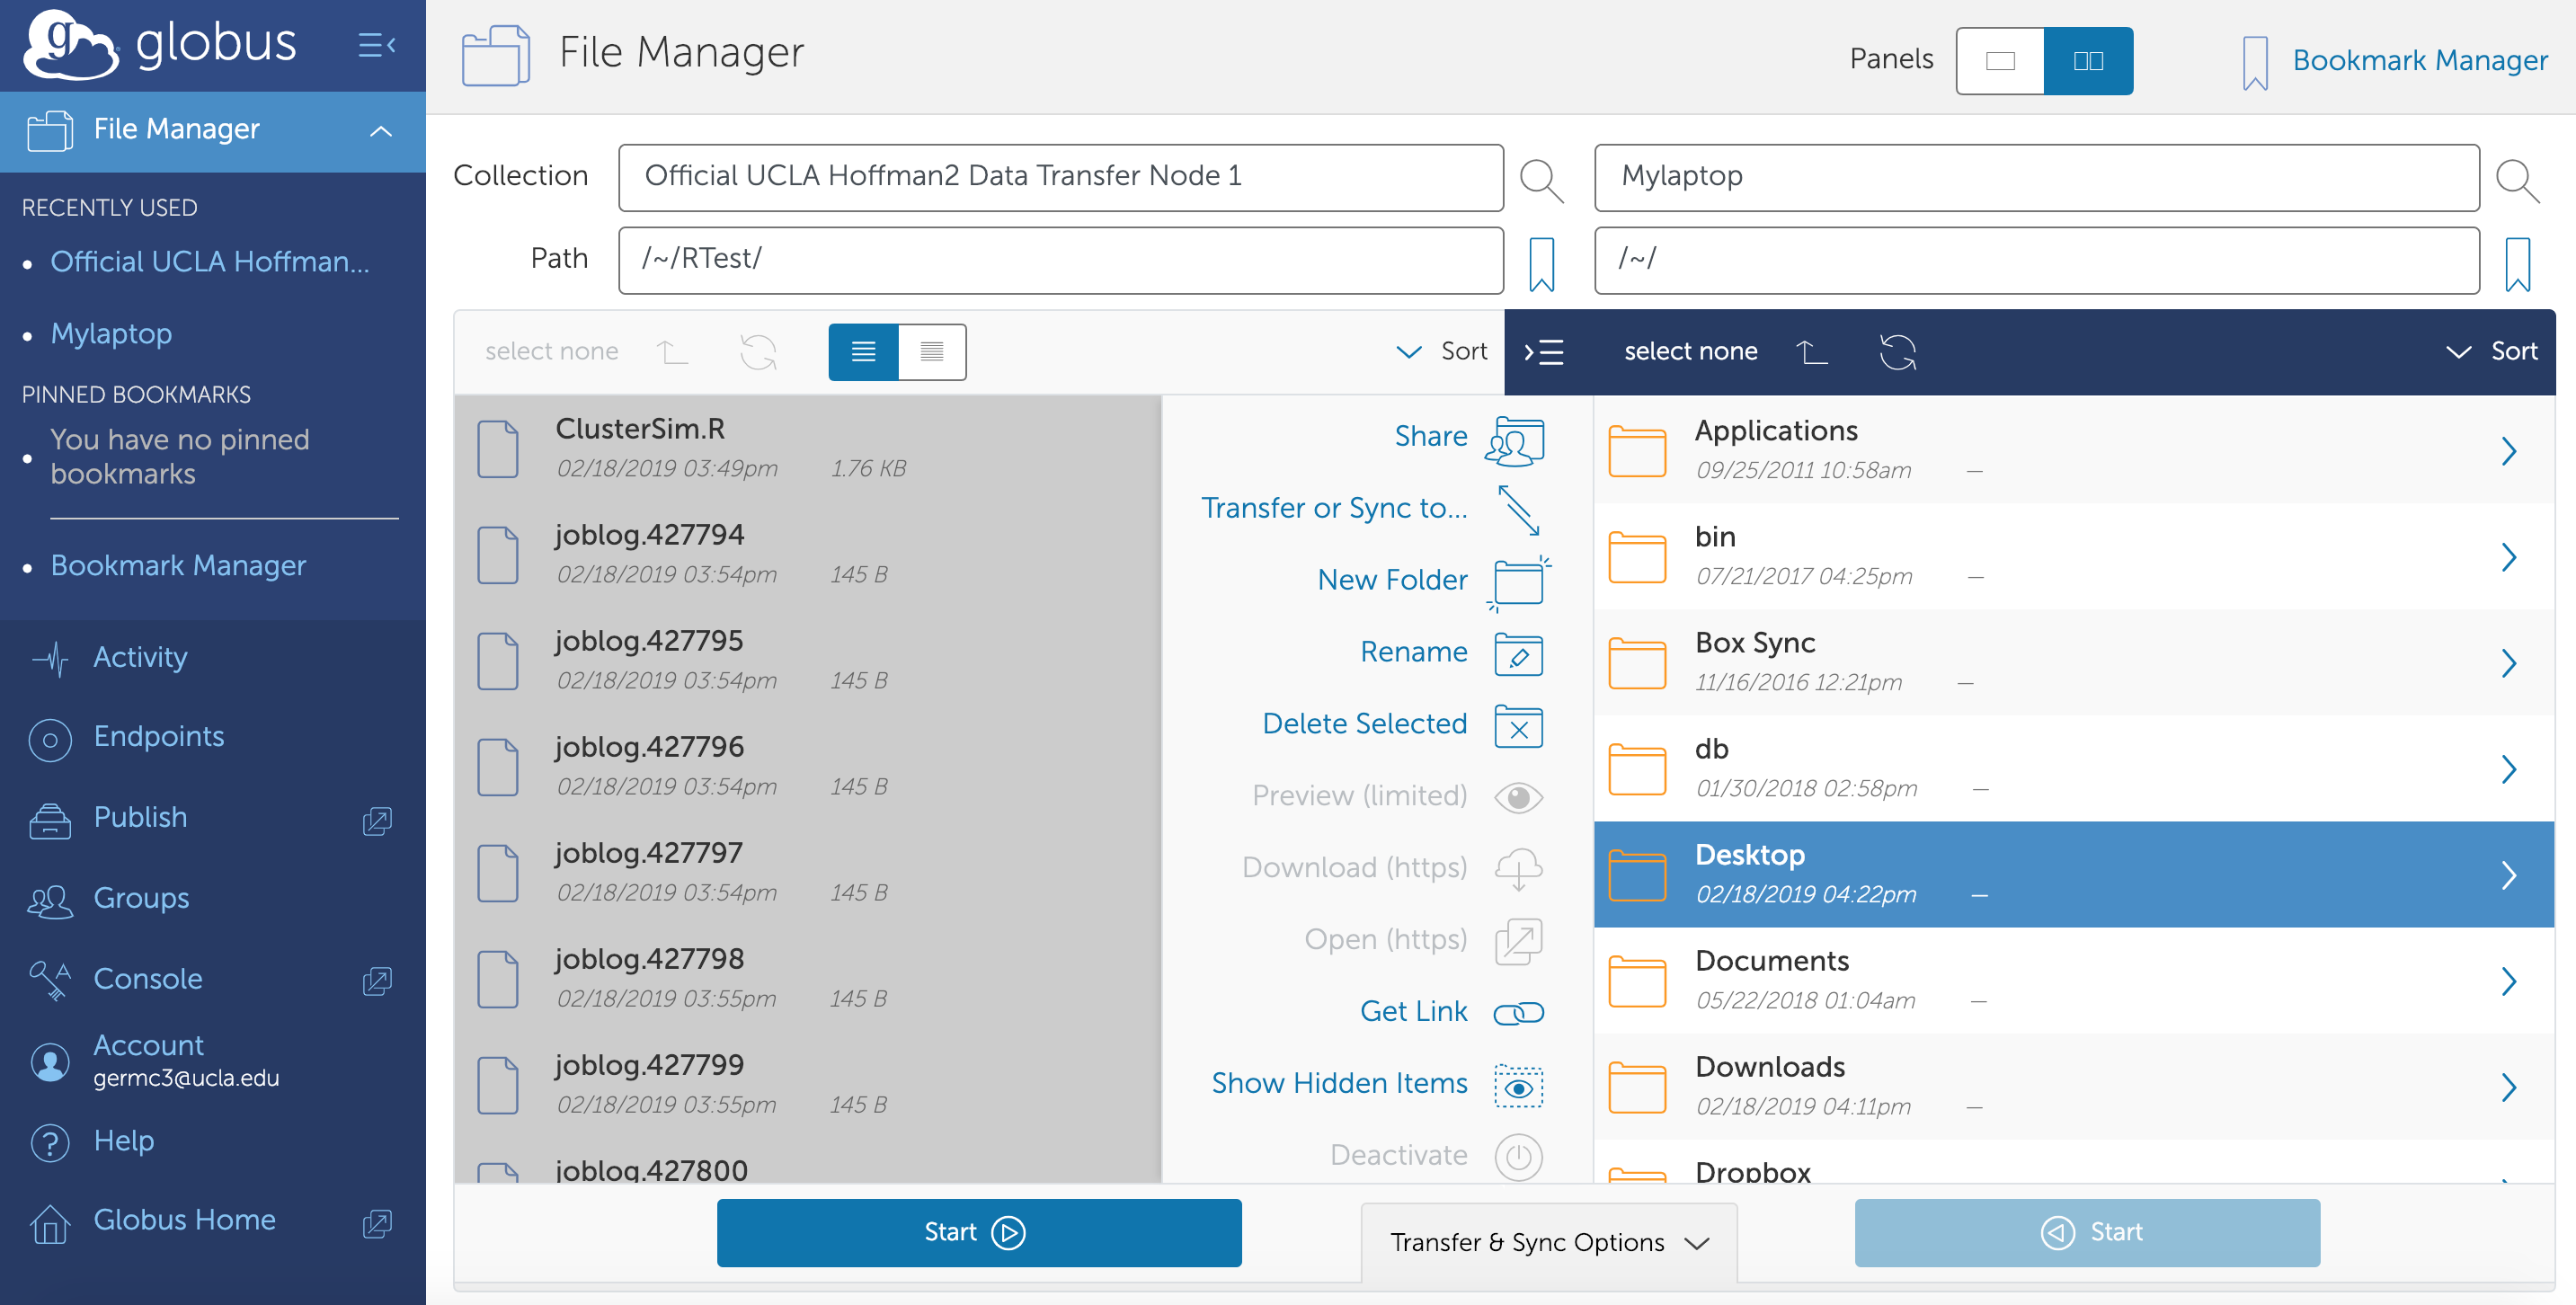 globus
File Manager
RECENTLY USED
Official UCLA Hoffman...
Mylaptop
PINNED BOOKMARKS
You have no pinned
bookmarks
Bookmark Manager
Activity
Endpoints
Publish
Groups
Console
Account
germc3@ucla.edu
Help
Globus Home
File Manager
Panels
Bookmark Manager
Collection
Official UCLA Hoffman2 Data Transfer Node 1
Mylaptop
Path
/~/RTest/
/~/
select none
Sort
select none
Sort
ClusterSim.R
02/18/2019 03:49pm 1.76 KB
joblog.427794
02/18/2019 03:54pm 145 B
joblog.427795
02/18/2019 03:54pm 145 B
joblog.427796
02/18/2019 03:54pm 145 B
joblog.427797
02/18/2019 03:54pm 145 B
joblog.427798
02/18/2019 03:55pm 145 B
joblog.427799
02/18/2019 03:55pm 145 B
joblog.427800
Share
Transfer or Sync to...
New Folder
Rename
Delete Selected
Preview (limited)
Download (https)
Open (https)
Get Link
Show Hidden Items
Deactivate
Applications
09/25/2011 10:58am —
bin
07/21/2017 04:25pm —
Box Sync
11/16/2016 12:21pm —
db
01/30/2018 02:58pm —
Desktop
02/18/2019 04:22pm —
Documents
05/22/2018 01:04am —
Downloads
02/18/2019 04:11pm —
Dropbox
Start
Transfer & Sync Options
Start